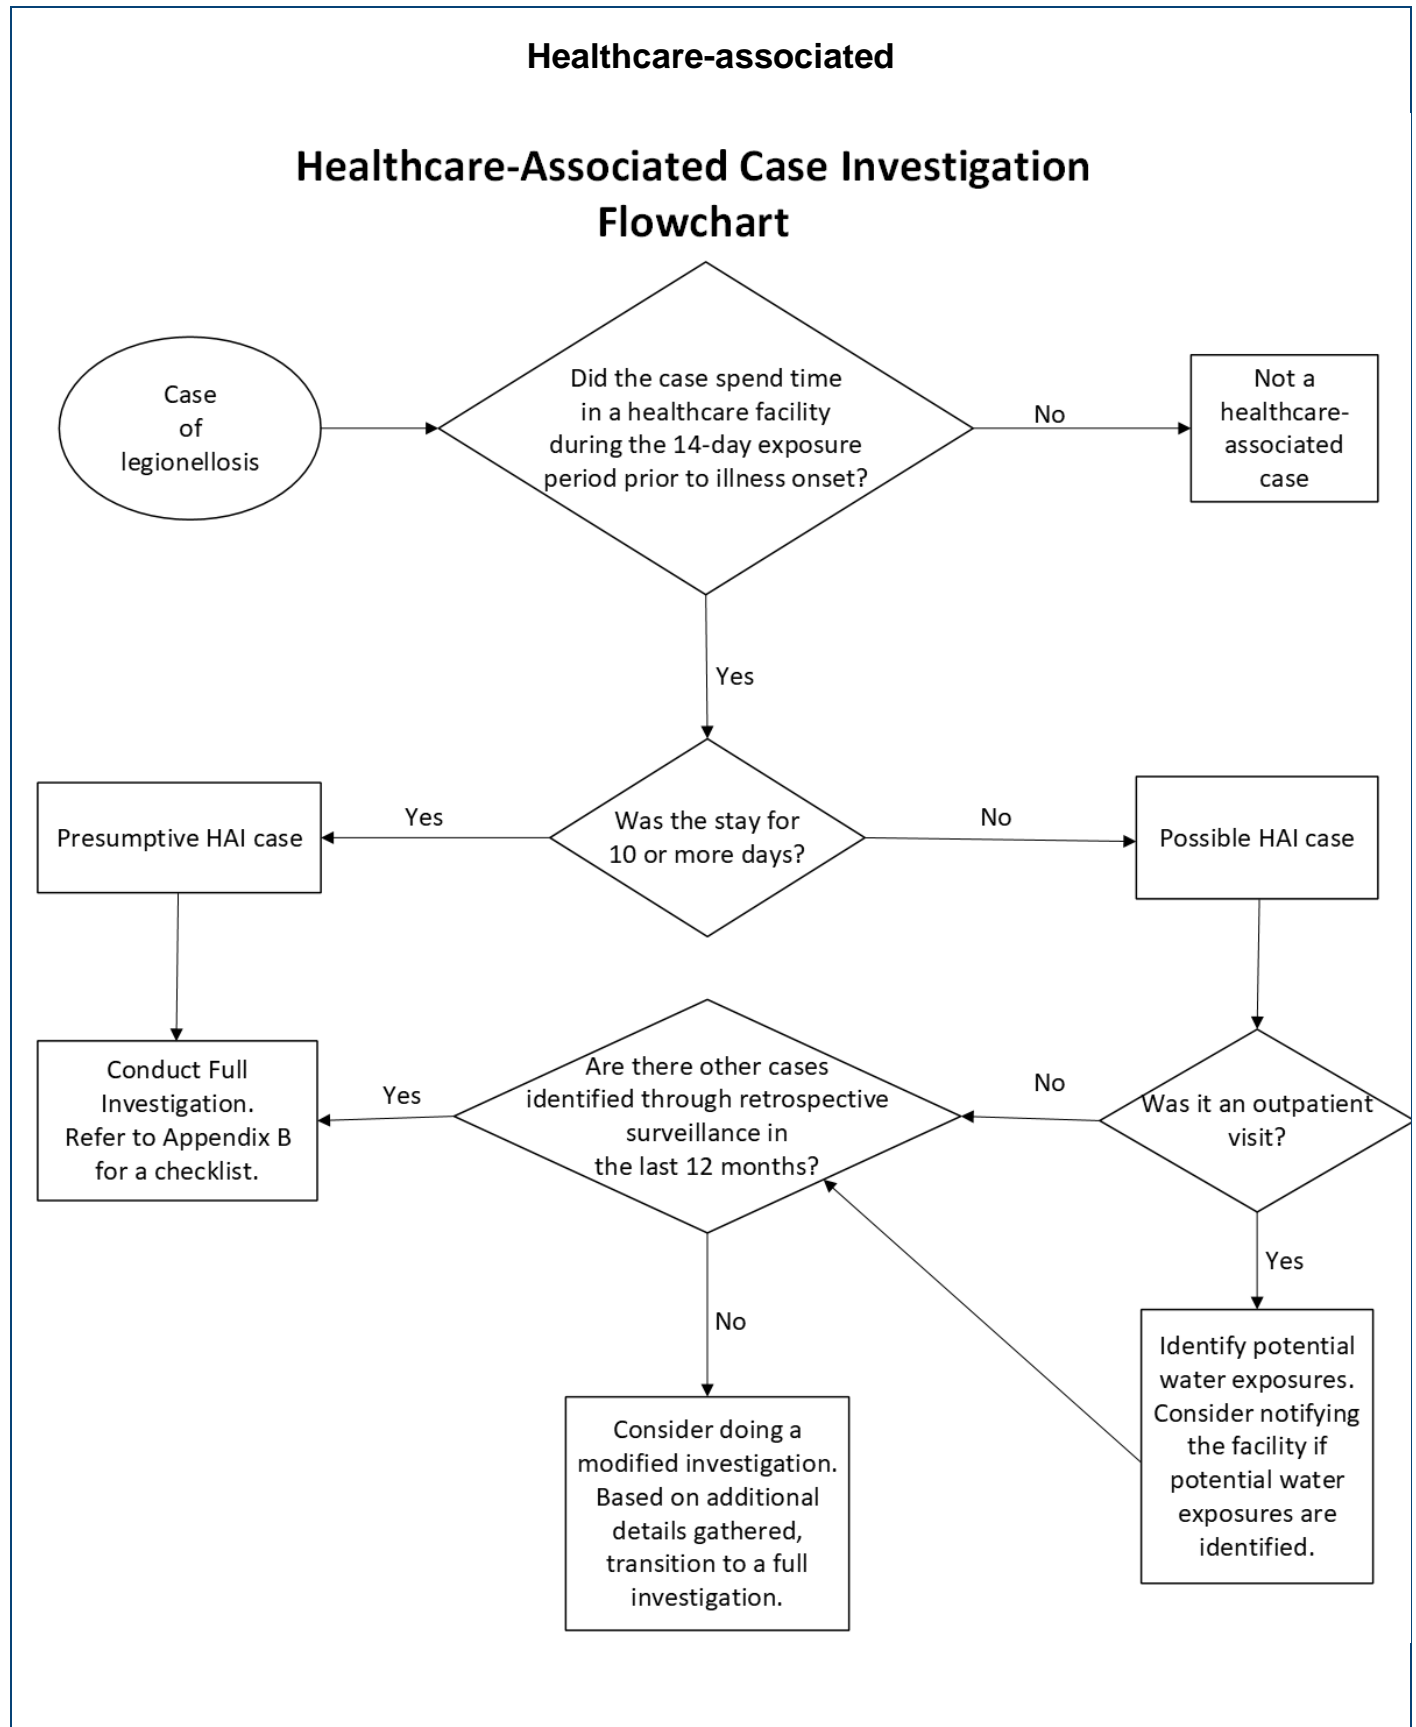 Healthcare-associated
Healthcare-Associated Case Investigation
Flowchart
Case
of
legionellosis
Did the case spend time
in a healthcare facility
during the 14-day exposure
period prior to illness onset?
No
Not a
healthcare-
associated
case
Yes
Presumptive HAI case
Yes
Was the stay for
10 or more days?
No
Possible HAI case
Conduct Full
Investigation.
Refer to Appendix B
for a checklist.
Yes
Are there other cases
identified through retrospective
surveillance in
the last 12 months?
No
Was it an outpatient
visit?
Yes
No
Identify potential
water exposures.
Consider notifying
the facility if
potential water
exposures are
identified.
Consider doing a
modified investigation.
Based on additional
details gathered,
transition to a full
investigation.